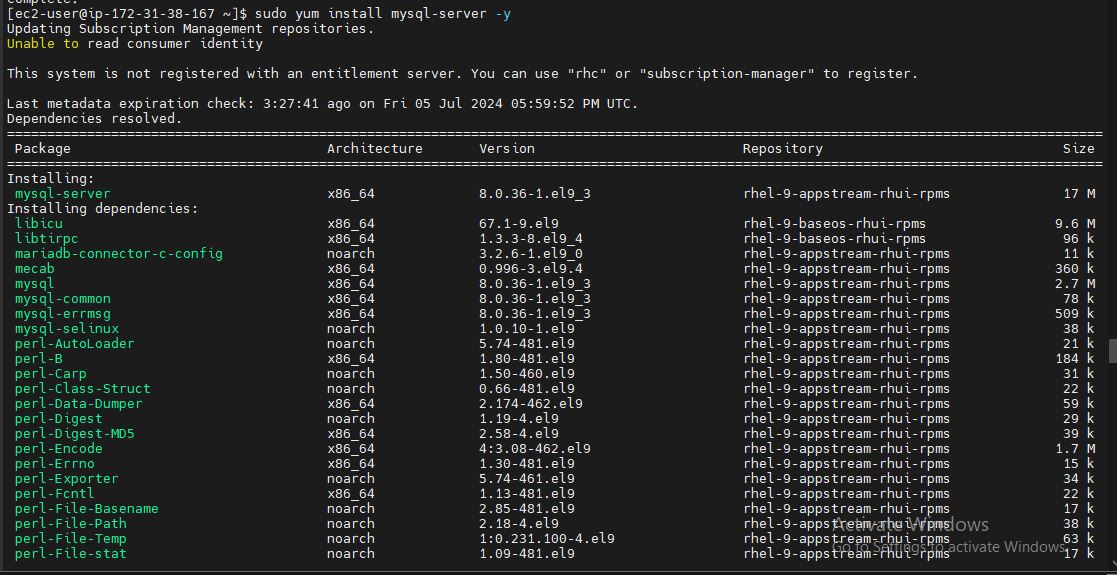 [ec2-user@ip-172-31-38-167 ~]$ sudo yum install mysql-server -y
Updating Subscription Management repositories.
Unable to read consumer identity
This system is not registered with an entitlement server. You can use "rhc" or "subscription-manager" to register.
Last metadata expiration check: 3:27:41 ago on Fri 05 Jul 2024 05:59:52 PM UTC.
Dependencies resolved.
Package Architecture Version Repository Size
Installing:
mysql-server x86_64 8.0.36-1.el9_3 rhel-9-appstream-rhui-rpms 17 M
Installing dependencies:
libicu x86_64 67.1-9.el9 rhel-9-baseos-rhui-rpms 9.6 M
libtirpc x86_64 1.3.3-8.el9_4 rhel-9-baseos-rhui-rpms 96 k
mariadb-connector-c-config noarch 3.2.6-1.el9_0 rhel-9-appstream-rhui-rpms 11 k
mecab x86_64 0.996-3.el9.4 rhel-9-appstream-rhui-rpms 360 k
mysql x86_64 8.0.36-1.el9_3 rhel-9-appstream-rhui-rpms 2.7 M
mysql-common x86_64 8.0.36-1.el9_3 rhel-9-appstream-rhui-rpms 78 k
mysql-errmsg x86_64 8.0.36-1.el9_3 rhel-9-appstream-rhui-rpms 509 k
mysql-selinux noarch 1.0.10-1.el9 rhel-9-appstream-rhui-rpms 38 k
perl-AutoLoader noarch 5.74-481.el9 rhel-9-appstream-rhui-rpms 21 k
perl-B x86_64 1.80-481.el9 rhel-9-appstream-rhui-rpms 184 k
perl-Carp noarch 1.50-460.el9 rhel-9-appstream-rhui-rpms 31 k
perl-Class-Struct noarch 0.66-481.el9 rhel-9-appstream-rhui-rpms 22 k
perl-Data-Dumper x86_64 2.174-462.el9 rhel-9-appstream-rhui-rpms 59 k
perl-Digest noarch 1.19-4.el9 rhel-9-appstream-rhui-rpms 29 k
perl-Digest-MD5 x86_64 2.58-4.el9 rhel-9-appstream-rhui-rpms 39 k
perl-Encode x86_64 4:3.08-462.el9 rhel-9-appstream-rhui-rpms 1.7 M
perl-Errno x86_64 1.30-481.el9 rhel-9-appstream-rhui-rpms 15 k
perl-Exporter noarch 5.74-461.el9 rhel-9-appstream-rhui-rpms 34 k
perl-Fcntl x86_64 1.13-481.el9 rhel-9-appstream-rhui-rpms 22 k
perl-File-Basename noarch 2.85-481.el9 rhel-9-appstream-rhui-rpms 17 k
perl-File-Path noarch 2.18-4.el9 rhel-9-appstream-rhui-rpms 38 k
perl-File-Temp noarch 1:0.231.100-4.el9 rhel-9-appstream-rhui-rpms 63 k
perl-File-stat noarch 1.09-481.el9 rhel-9-appstream-rhui-rpms 17 k
Activate Windows
Go to Settings to activate Windows.